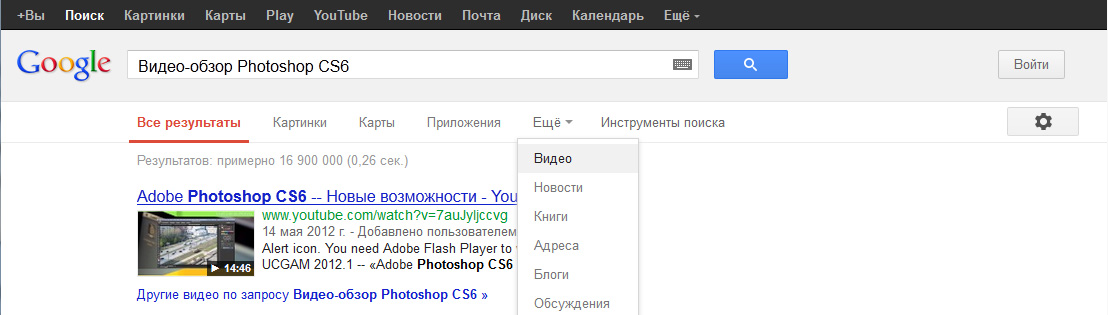 +Вы Поиск Картинки Карты Play YouTube Новости Почта Диск Календарь Ещё
Google Видео-обзор Photoshop CS6 Войти
Все результаты Картинки Карты Приложения Ещё Инструменты поиска
Результатов: примерно 16 900 000 (0,26 сек.)
Adobe Photoshop CS6 -- Новые возможности - You
www.youtube.com/watch?v=7auJyljccvg
14 мая 2012 г. - Добавлено пользователем
Alert icon. You need Adobe Flash Player to
UCGAM 2012.1 -- «Adobe Photoshop CS6
14:46
Другие видео по запросу Видео-обзор Photoshop CS6 »
Видео
Новости
Книги
Адреса
Блоги
Обсуждения